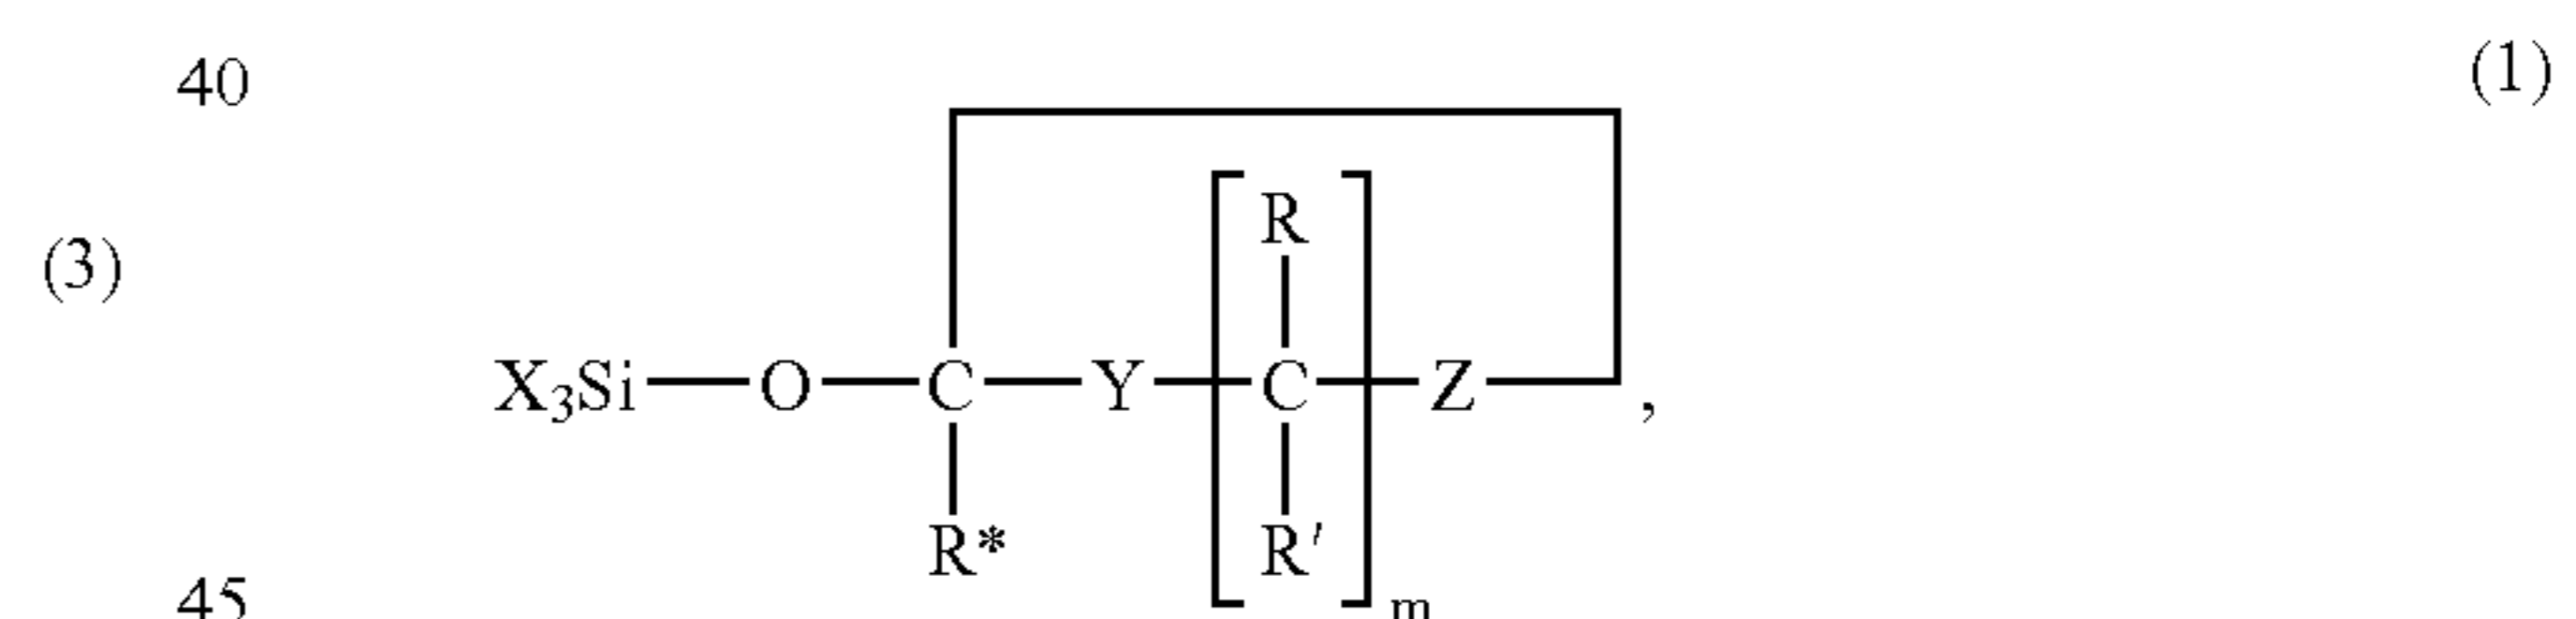 40 (1)
R
(3)
X₃Si—O—C—Y—[C]—Z,
R* R′
45 m